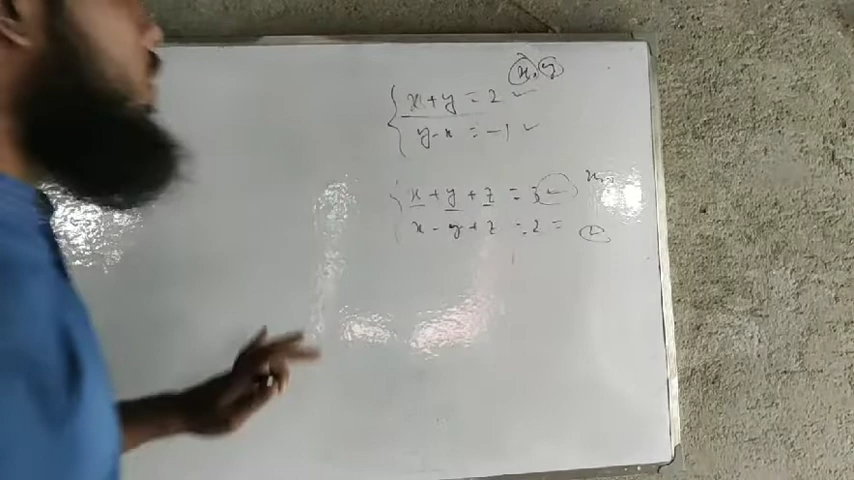 x, y
x + y = 2 ✓
y - x = -1 ✓
x + y + z = 3
x - y + z = 2 =